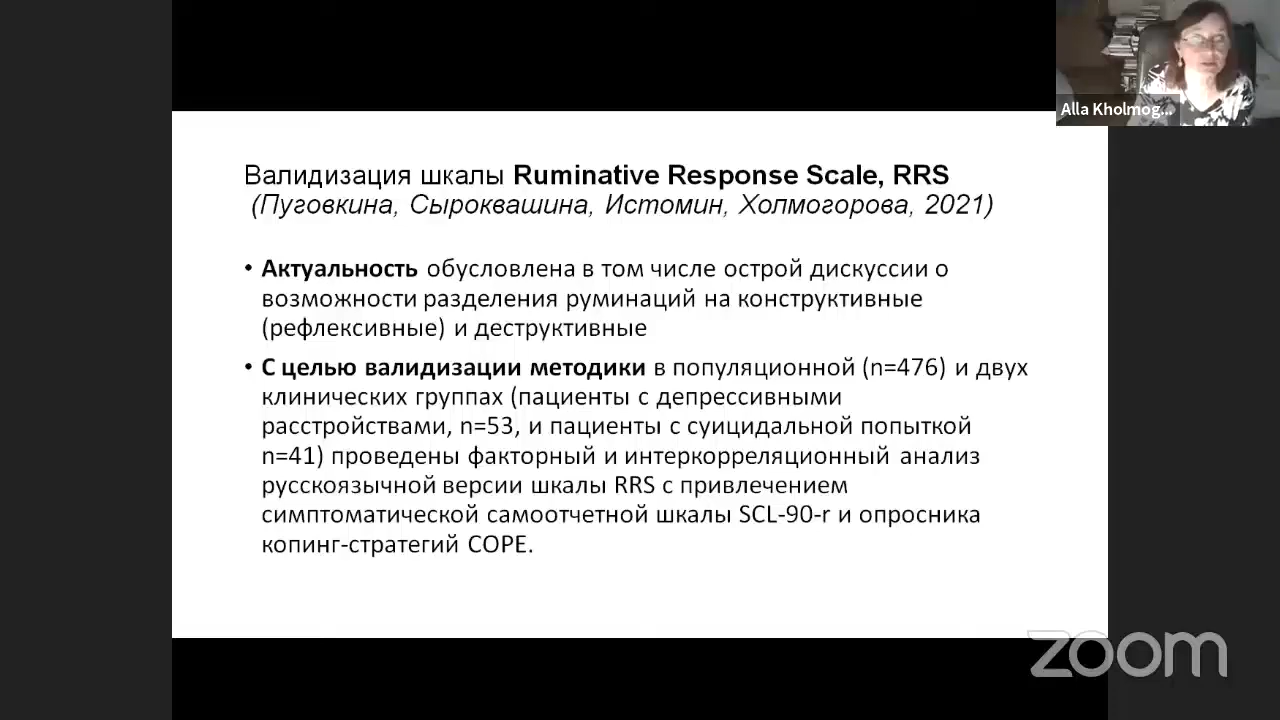 Alla Kholmog...
Валидизация шкалы Ruminative Response Scale, RRS
(Пуговкина, Сыроквашина, Истомин, Холмогорова, 2021)
• Актуальность обусловлена в том числе острой дискуссии о
возможности разделения руминаций на конструктивные
(рефлексивные) и деструктивные
• С целью валидизации методики в популяционной (n=476) и двух
клинических группах (пациенты с депрессивными
расстройствами, n=53, и пациенты с суицидальной попыткой
n=41) проведены факторный и интеркорреляционный анализ
русскоязычной версии шкалы RRS с привлечением
симптоматической самоотчетной шкалы SCL-90-r и опросника
копинг-стратегий COPE.
zoom